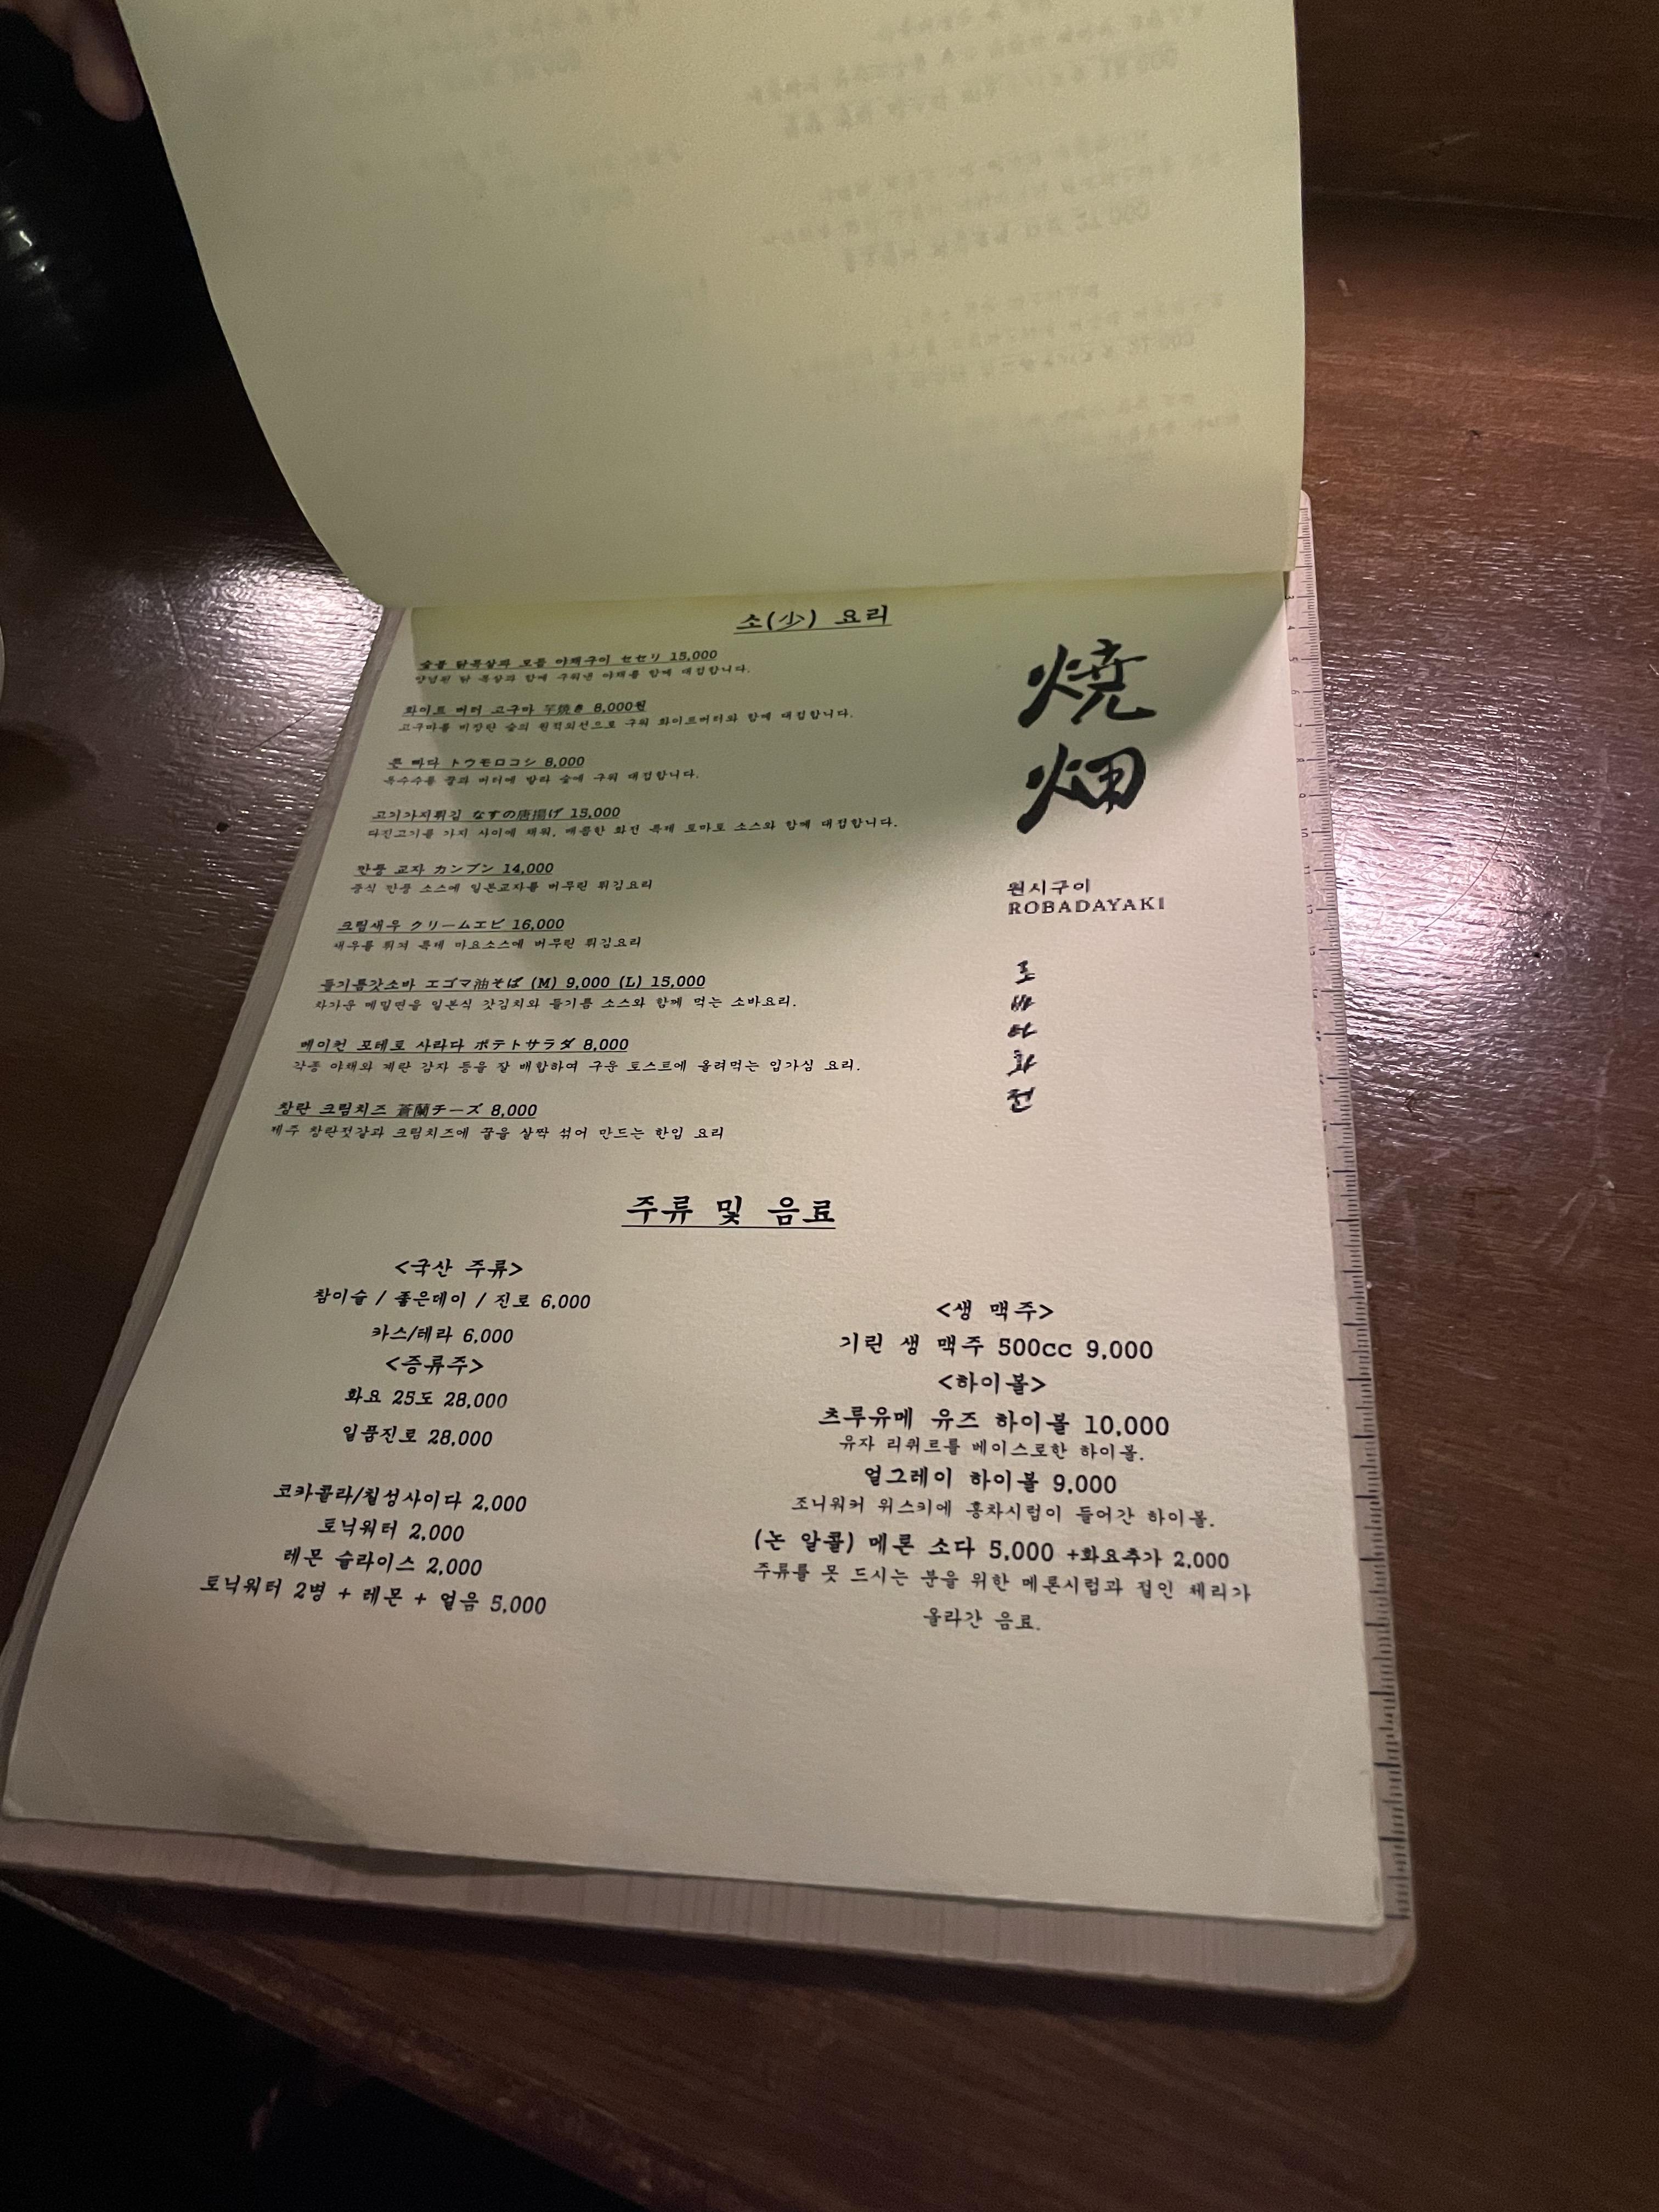 소(少) 요리
숯불 닭목살과 모듬 야채구이 セセリ 15,000
양념된 닭 목살과 함께 구워낸 야채를 함께 대접합니다.
화이트 버터 고구마 芋焼き 8,000원
고구마를 비장탄 숯의 원적외선으로 구워 화이트버터와 함께 대접합니다.
콘 빠다 トウモロコシ 8,000
옥수수를 꿀과 버터에 발라 숯에 구워 대접합니다.
고기가지튀김 なすの唐揚げ 15,000
다진고기를 가지 사이에 채워, 매콤한 화전 특제 토마토 소스와 함께 대접합니다.
깐풍 교자 カンプン 14,000
중식 깐풍 소스에 일본교자를 버무린 튀김요리
크림새우 クリームエビ 16,000
새우를 튀겨 특제 마요소스에 버무린 튀김요리
들기름갓소바 エゴマ油そば (M) 9,000 (L) 15,000
차가운 메밀면을 일본식 갓김치와 들기름 소스와 함께 먹는 소바요리.
베이컨 포테토 사라다 ポテトサラダ 8,000
각종 야채와 계란 감자 등을 잘 배합하여 구운 토스트에 올려먹는 입가심 요리.
창란 크림치즈 蒼蘭チーズ 8,000
제주 창란젓갈과 크림치즈에 꿀을 살짝 섞어 만드는 한입 요리
焼
畑
원시구이
ROBADAYAKI
로
바
다
화
전
주류 및 음료
<국산 주류>
참이슬 / 좋은데이 / 진로 6,000
카스/테라 6,000
<증류주>
화요 25도 28,000
일품진로 28,000
코카콜라/칠성사이다 2,000
토닉워터 2,000
레몬 슬라이스 2,000
토닉워터 2병 + 레몬 + 얼음 5,000
<생 맥주>
기린 생 맥주 500cc 9,000
<하이볼>
츠루유메 유즈 하이볼 10,000
유자 리퀴르를 베이스로한 하이볼.
얼그레이 하이볼 9,000
조니워커 위스키에 홍차시럽이 들어간 하이볼.
(논 알콜) 메론 소다 5,000 +화요추가 2,000
주류를 못 드시는 분을 위한 메론시럽과 절인 체리가
올라간 음료.